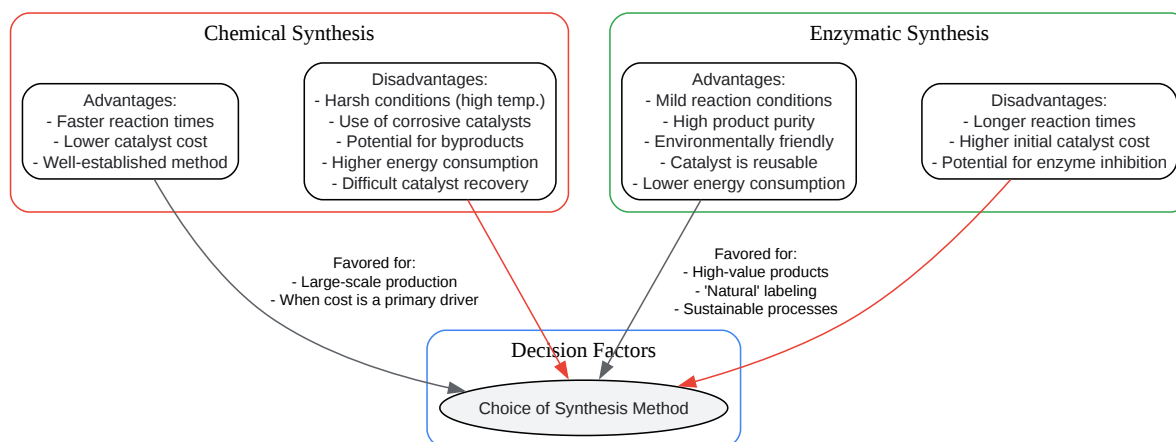 Chemical Synthesis
Advantages:
- Faster reaction times
- Lower catalyst cost
- Well-established method
Disadvantages:
- Harsh conditions (high temp.)
- Use of corrosive catalysts
- Potential for byproducts
- Higher energy consumption
- Difficult catalyst recovery
Enzymatic Synthesis
Advantages:
- Mild reaction conditions
- High product purity
- Environmentally friendly
- Catalyst is reusable
- Lower energy consumption
Disadvantages:
- Longer reaction times
- Higher initial catalyst cost
- Potential for enzyme inhibition
Favored for:
- Large-scale production
- When cost is a primary driver
Favored for:
- High-value products
- 'Natural' labeling
- Sustainable processes
Decision Factors
Choice of Synthesis Method